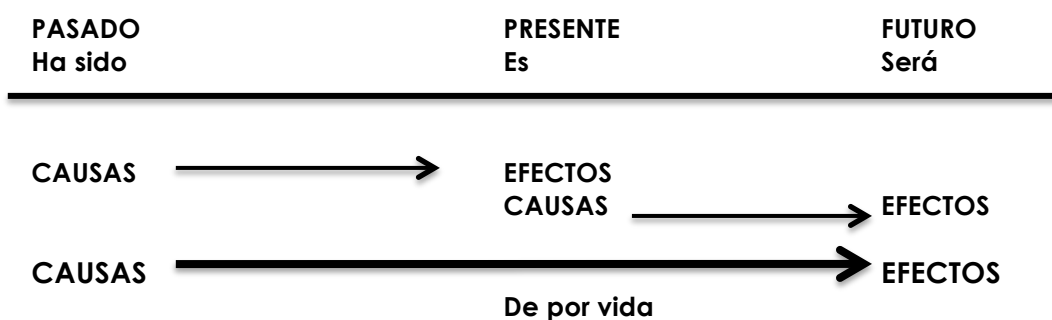 PASADO PRESENTE FUTURO
Ha sido Es Será
CAUSAS EFECTOS
CAUSAS EFECTOS
CAUSAS EFECTOS
De por vida